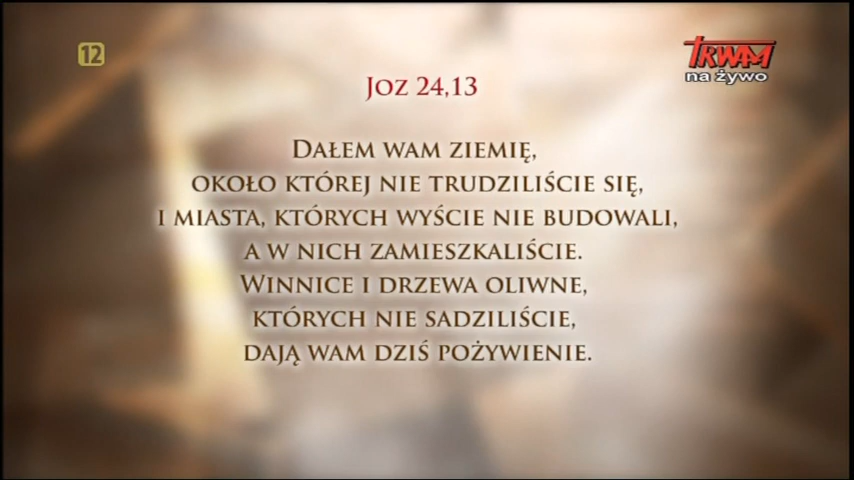 12
TRWAM
na żywo
Joz 24,13
Dałem wam ziemię,
około której nie trudziliście się,
i miasta, których wyście nie budowali,
a w nich zamieszkaliście.
Winnice i drzewa oliwne,
których nie sadziliście,
dają wam dziś pożywienie.